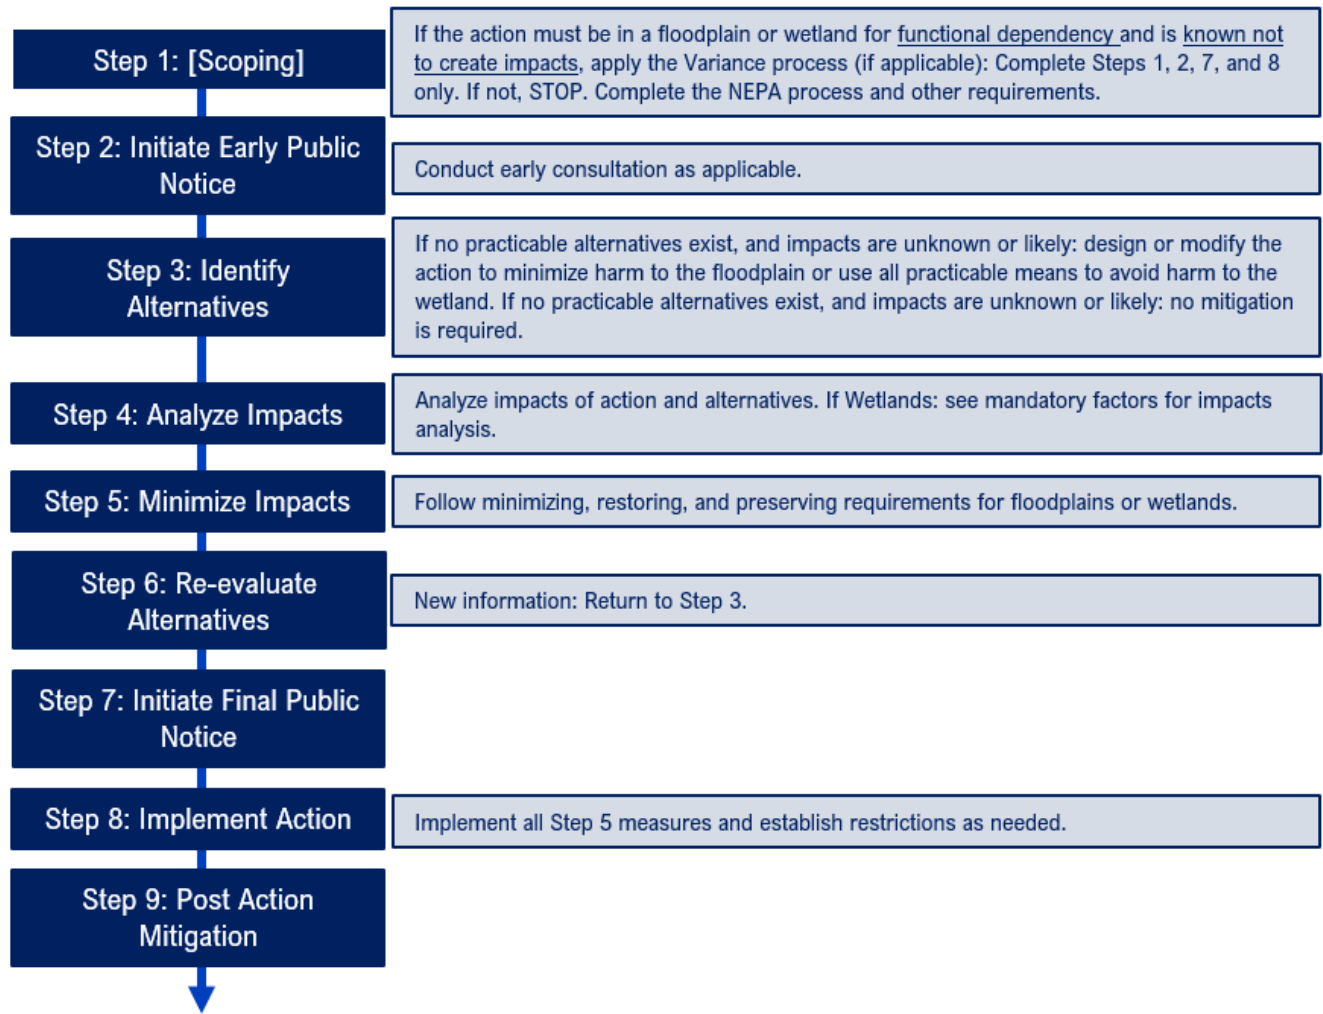 Step 1: [Scoping]
If the action must be in a floodplain or wetland for functional dependency and is known not
to create impacts, apply the Variance process (if applicable): Complete Steps 1, 2, 7, and 8
only. If not, STOP. Complete the NEPA process and other requirements.
Step 2: Initiate Early Public
Notice
Conduct early consultation as applicable.
Step 3: Identify
Alternatives
If no practicable alternatives exist, and impacts are unknown or likely: design or modify the
action to minimize harm to the floodplain or use all practicable means to avoid harm to the
wetland. If no practicable alternatives exist, and impacts are unknown or likely: no mitigation
is required.
Step 4: Analyze Impacts
Analyze impacts of action and alternatives. If Wetlands: see mandatory factors for impacts
analysis.
Step 5: Minimize Impacts
Follow minimizing, restoring, and preserving requirements for floodplains or wetlands.
Step 6: Re-evaluate
Alternatives
New information: Return to Step 3.
Step 7: Initiate Final Public
Notice
Step 8: Implement Action
Implement all Step 5 measures and establish restrictions as needed.
Step 9: Post Action
Mitigation